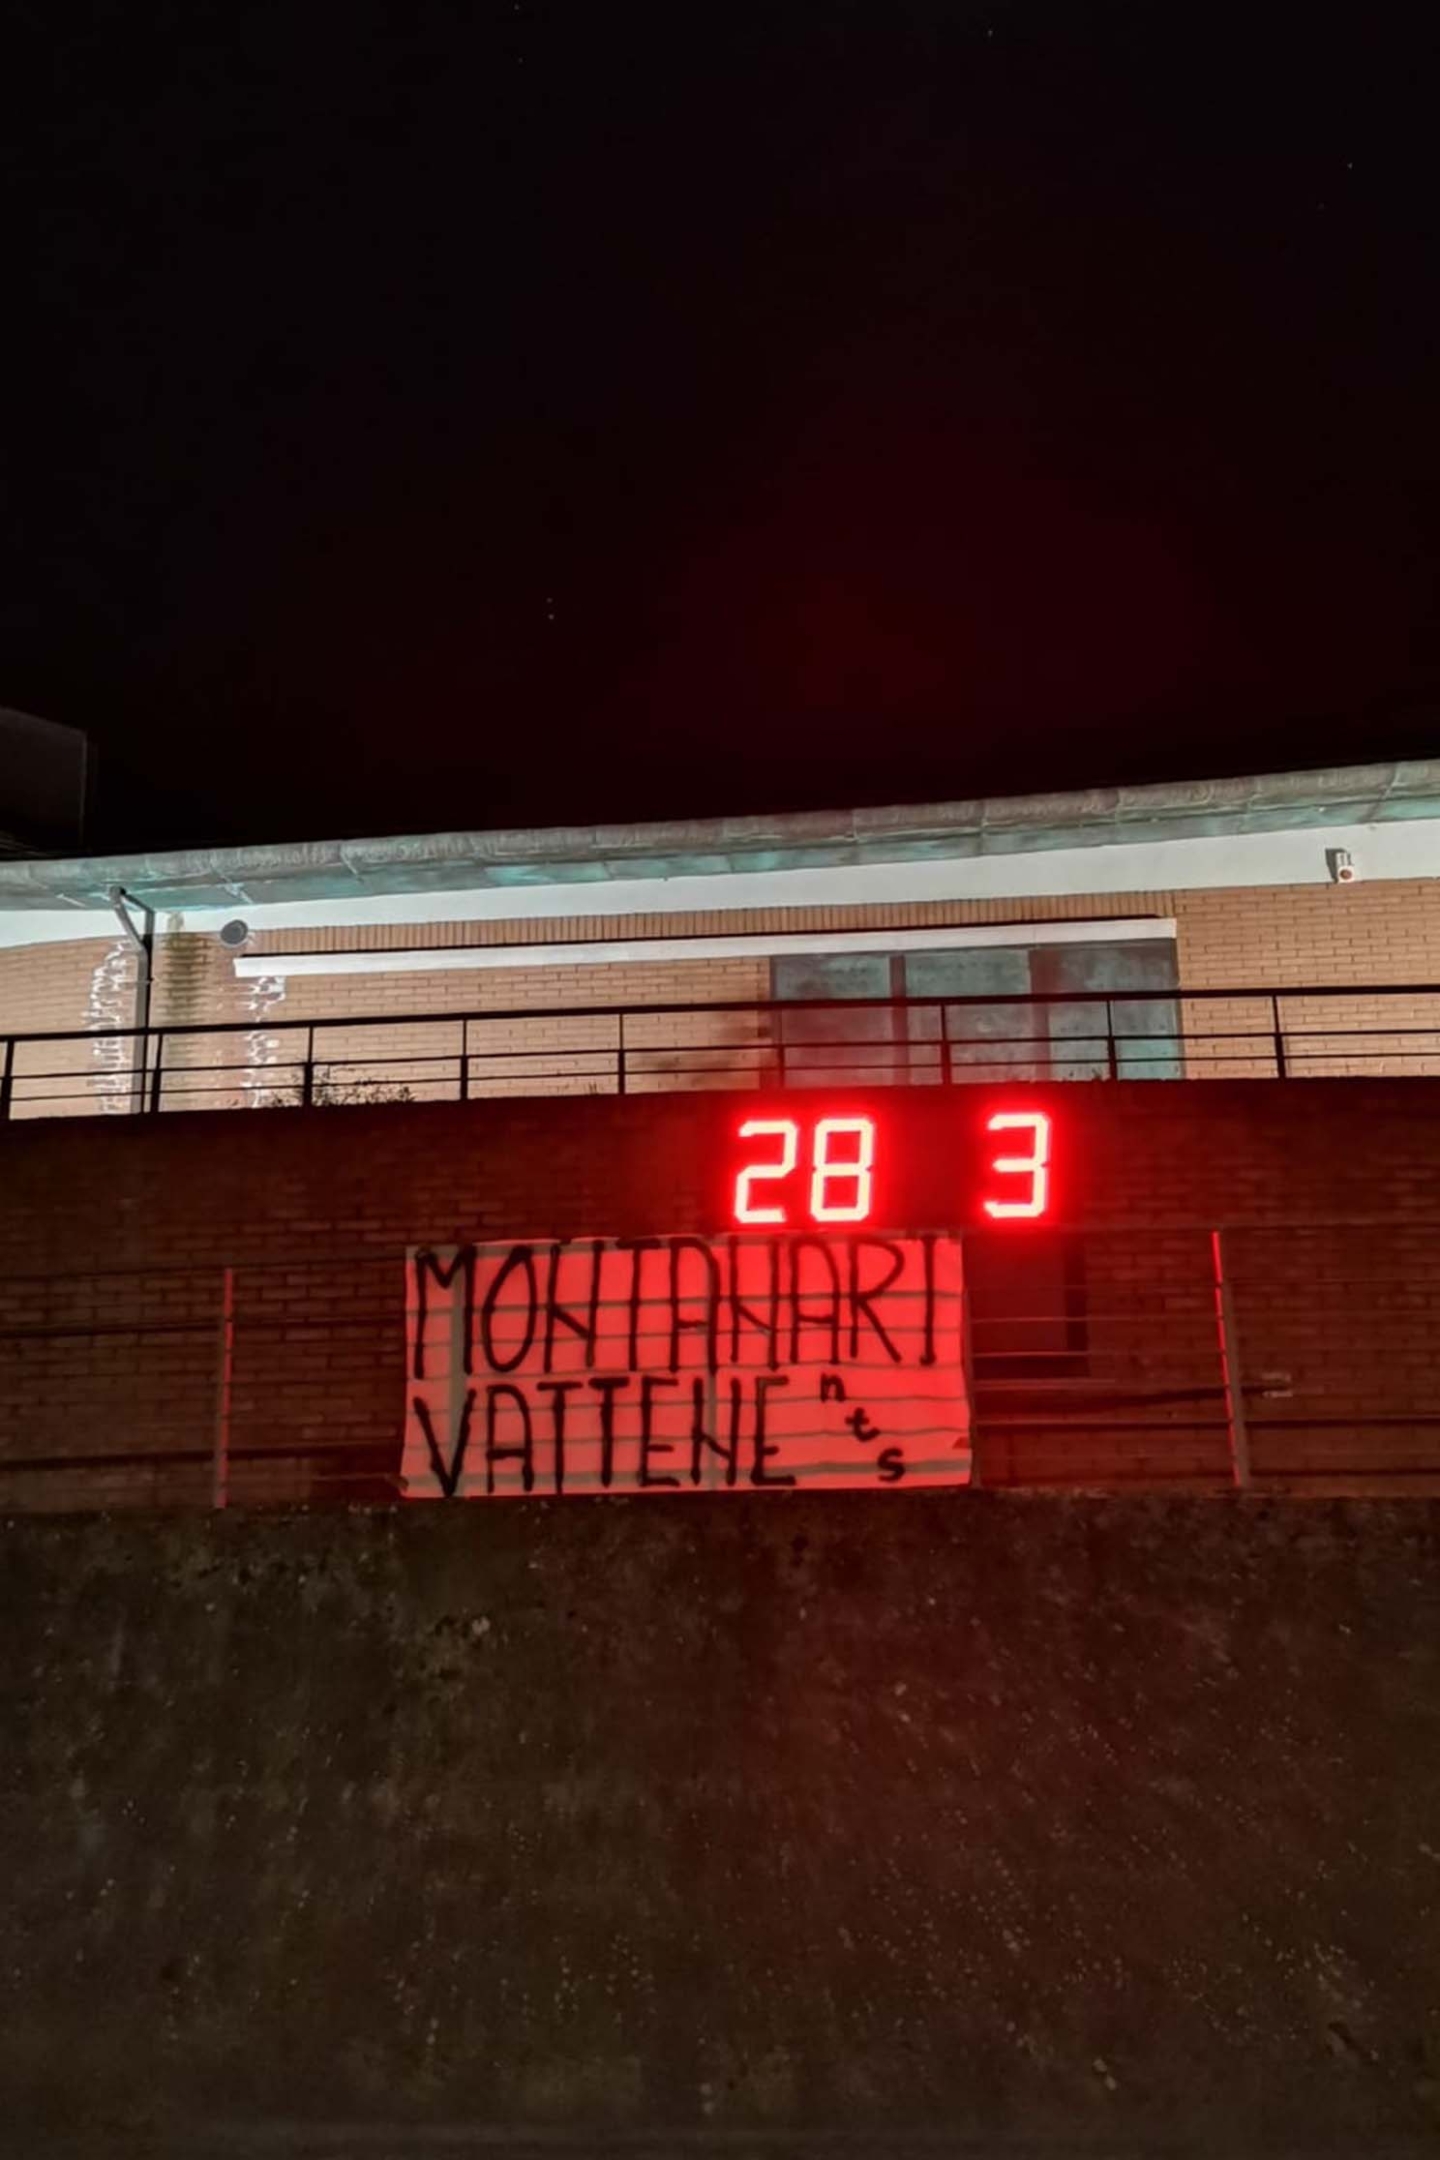 28 3
MONTANARI
VATTENE n
t
s